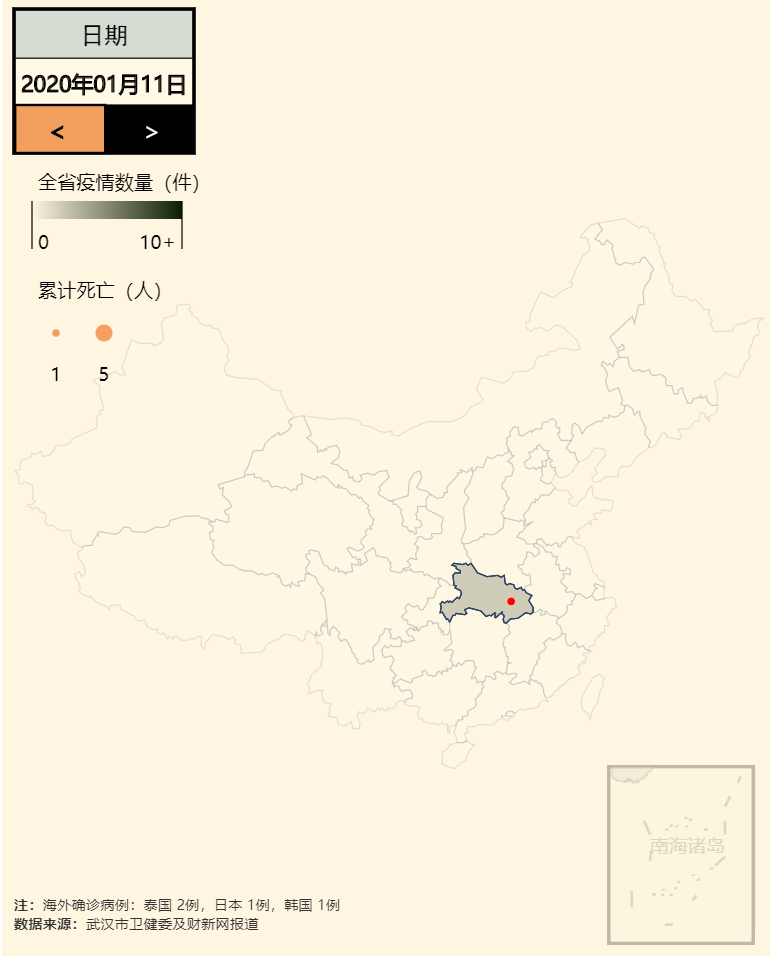 日期
2020年01月11日
< >
全省疫情数量（件）
0 10+
累计死亡（人）
1 5
南海诸岛
注：海外确诊病例：泰国 2例，日本 1例，韩国 1例
数据来源：武汉市卫健委及财新网报道